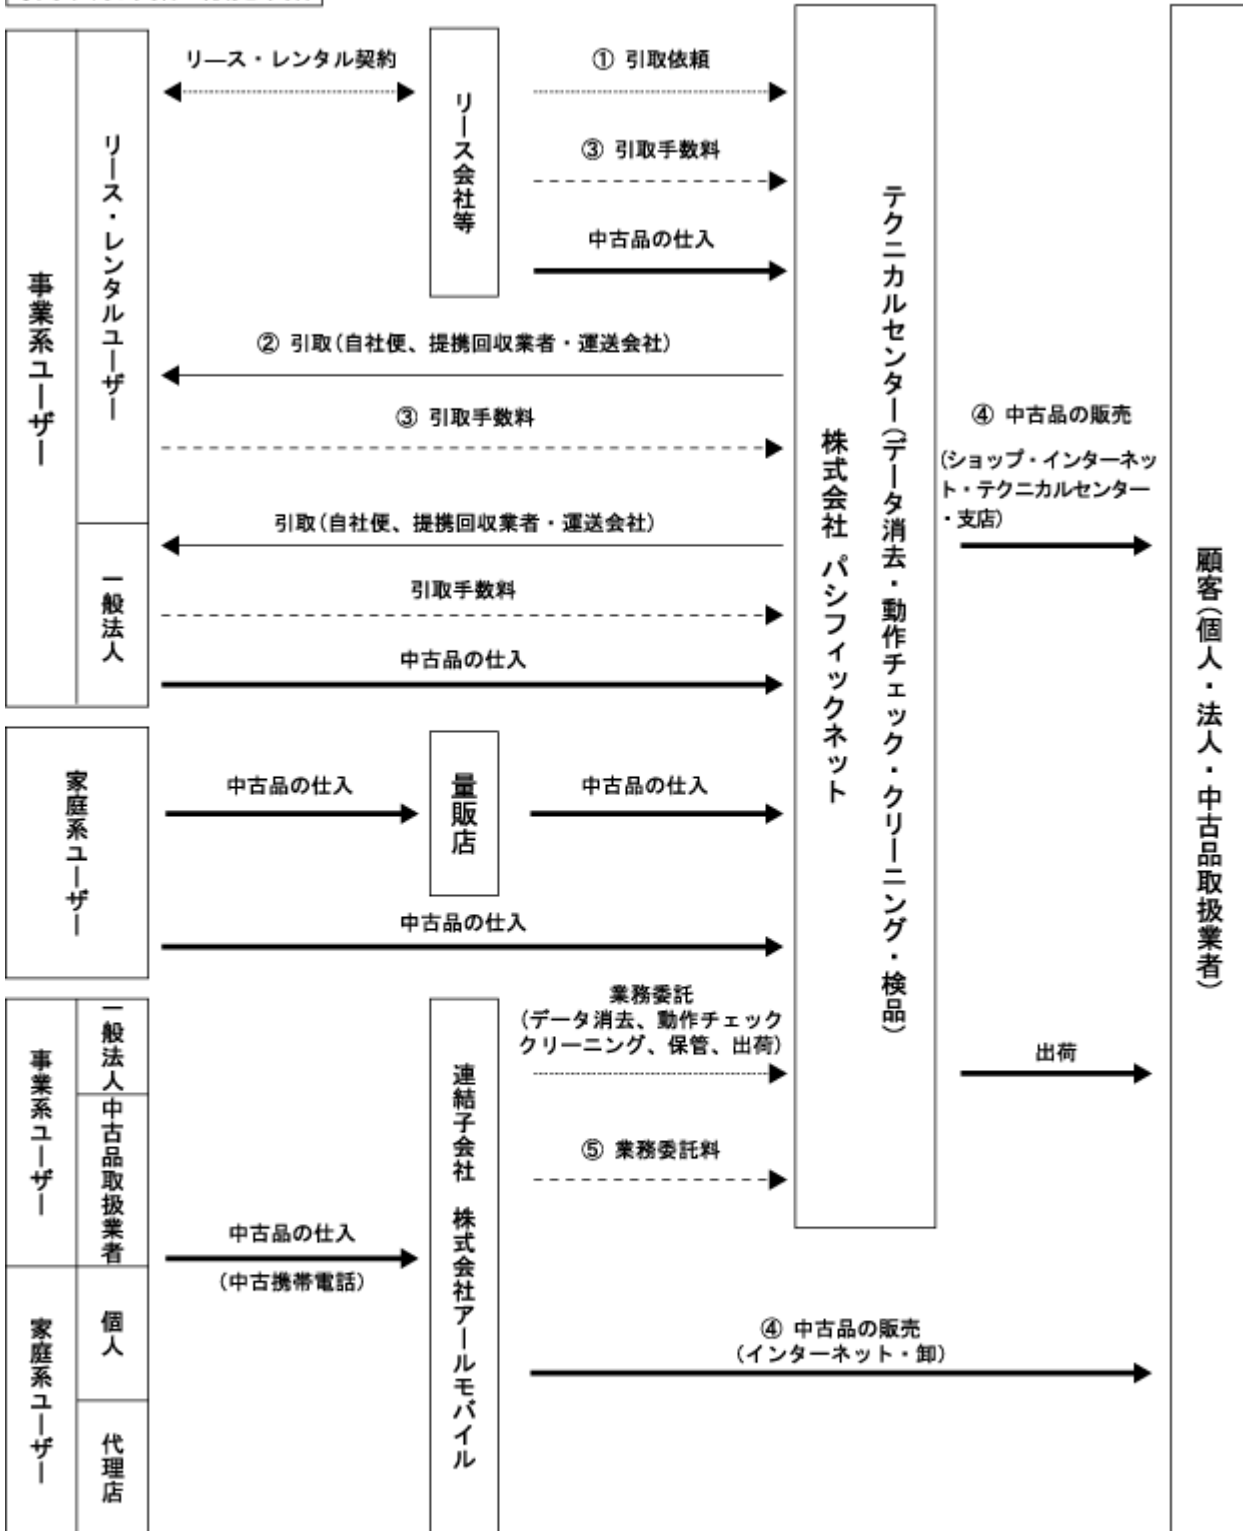 リース・レンタル契約
① 引取依頼
③ 引取手数料
中古品の仕入
② 引取(自社便、提携回収業者・運送会社)
③ 引取手数料
引取(自社便、提携回収業者・運送会社)
引取手数料
中古品の仕入
事業系ユーザー
リース・レンタルユーザー
一般法人
リース会社等
株式会社 パシフィックネット
テクニカルセンター(データ消去・動作チェック・クリーニング・検品)
④ 中古品の販売
(ショップ・インターネッ
ト・テクニカルセンター
・支店)
顧客(個人・法人・中古品取扱業者)
家庭系ユーザー
中古品の仕入
量販店
中古品の仕入
中古品の仕入
事業系ユーザー
一般法人
中古品取扱業者
家庭系ユーザー
個人
代理店
中古品の仕入
(中古携帯電話)
連結子会社 株式会社アールモバイル
業務委託
(データ消去、動作チェック
クリーニング、保管、出荷)
⑤ 業務委託料
出荷
④ 中古品の販売
(インターネット・卸)